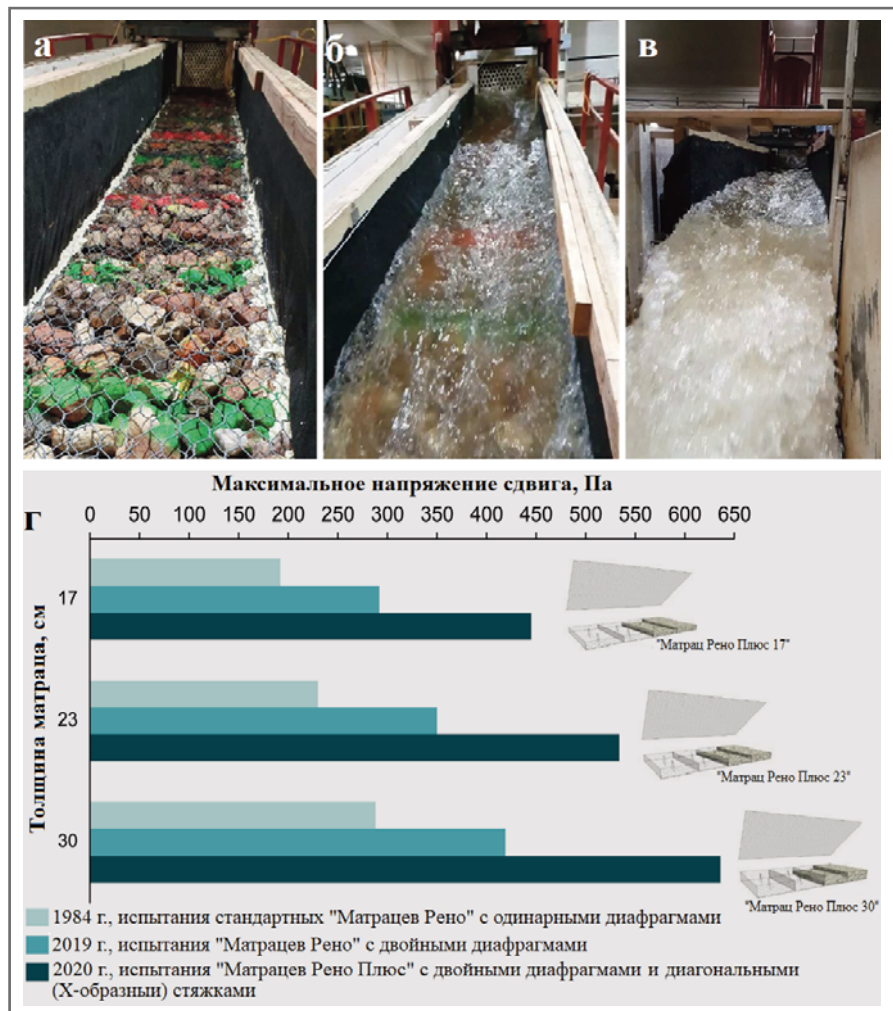 а
б
в
г
Максимальное напряжение сдвига, Па
0 50 100 150 200 250 300 350 400 450 500 550 600 650
Толщина матраца, см
17
"Матрац Рено Плюс 17"
23
"Матрац Рено Плюс 23"
30
"Матрац Рено Плюс 30"
1984 г., испытания стандартных "Матрацев Рено" с одинарными диафрагмами
2019 г., испытания "Матрацев Рено" с двойными диафрагмами
2020 г., испытания "Матрацев Рено Плюс" с двойными диафрагмами и диагональными
(Х-образныи) стяжками